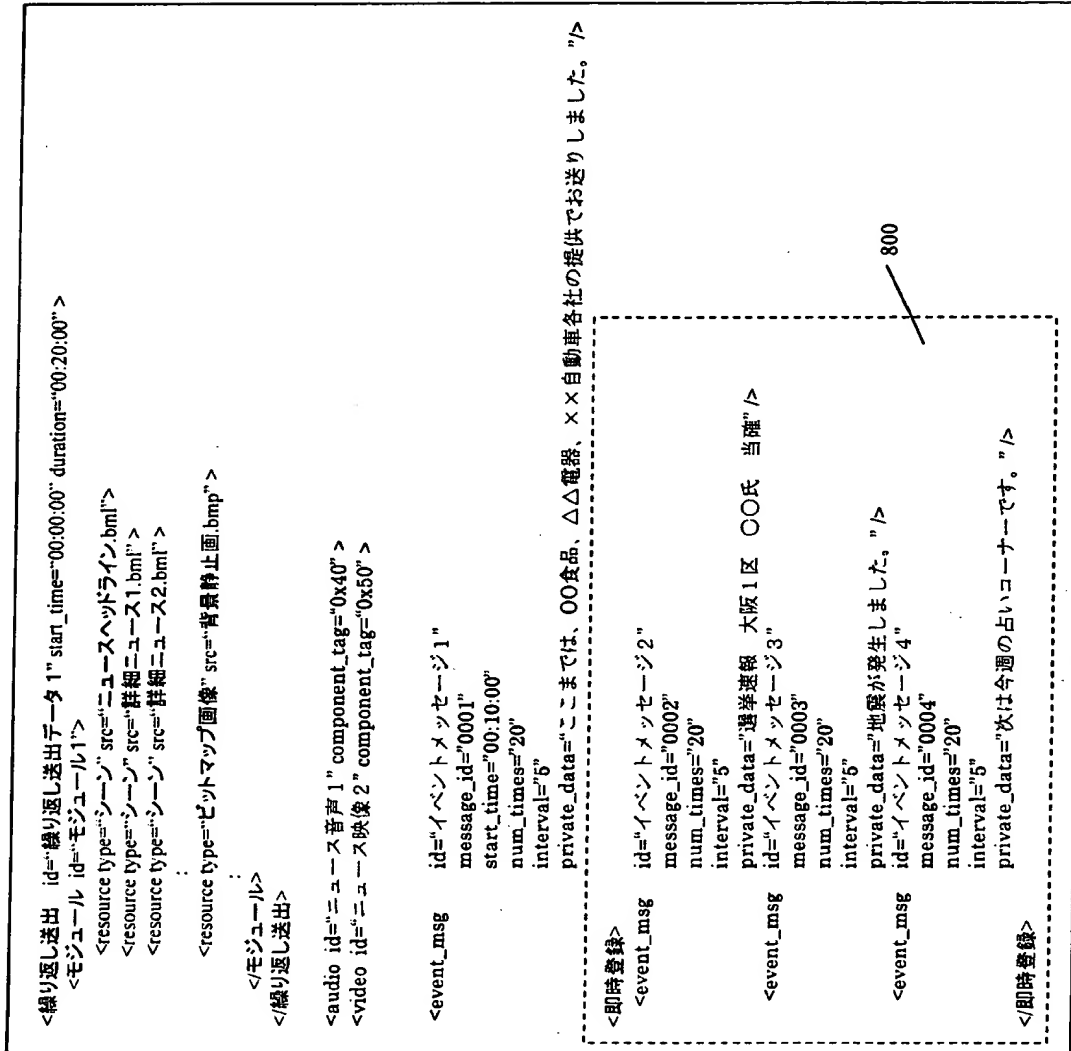 <繰り返し送出 id="繰り返し送出データ1" start_time="00:00:00" duration="00:20:00" >
<モジュール id="モジュール1">
<resource type="シーン" src="ニュースヘッドライン.bml">
<resource type="シーン" src="詳細ニュース1.bml" >
<resource type="シーン" src="詳細ニュース2.bml" >
:
<resource type="ビットマップ画像" src="背景静止画.bmp" >
:
</モジュール>
</繰り返し送出>
<audio id="ニュース音声1" component_tag="0x40" >
<video id="ニュース映像2" component_tag="0x50" >
<event_msg id="イベントメッセージ1"
message_id="0001"
start_time="00:10:00"
num_times="20"
interval="5"
private_data="ここまでは、○○食品、△△電器、××自動車各社の提供でお送りしました。"/>
<即時登録>
<event_msg id="イベントメッセージ2"
message_id="0002"
num_times="20"
interval="5"
private_data="選挙速報 大阪1区 ○○氏 当確" />
<event_msg id="イベントメッセージ3"
message_id="0003"
num_times="20"
interval="5"
private_data="地震が発生しました。"/>
<event_msg id="イベントメッセージ4"
message_id="0004"
num_times="20"
interval="5"
private_data="次は今週の占いコーナーです。"/>
</即時登録>
800